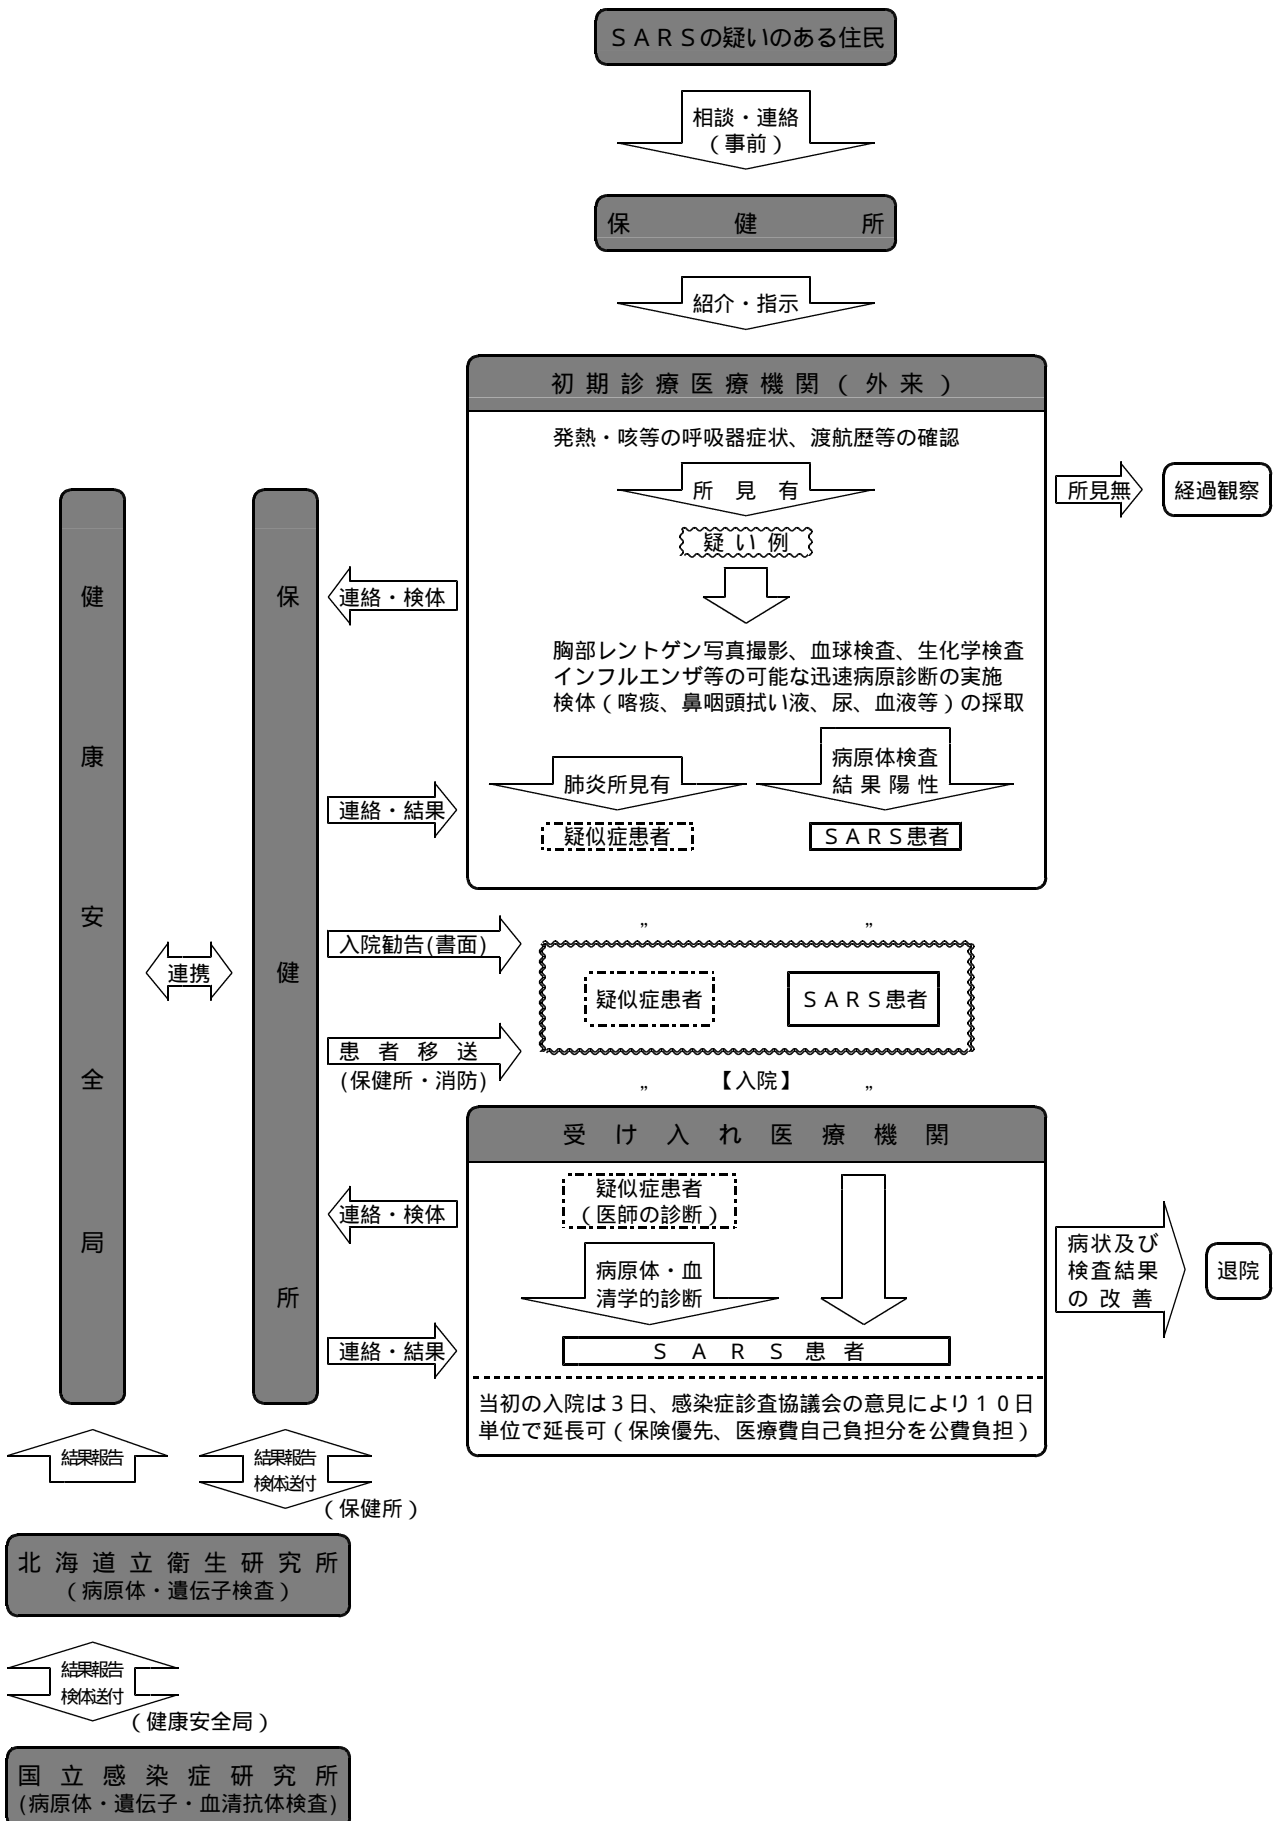 ＳＡＲＳの疑いのある住民
相談・連絡
（事前）
保健所
紹介・指示
初期診療医療機関（外来）
発熱・咳等の呼吸器症状、渡航歴等の確認
所見有
所見無
経過観察
疑い例
連絡・検体
胸部レントゲン写真撮影、血球検査、生化学検査
インフルエンザ等の可能な迅速病原診断の実施
検体（喀痰、鼻咽頭拭い液、尿、血液等）の採取
肺炎所見有
病原体検査
結果陽性
連絡・結果
疑似症患者
ＳＡＲＳ患者
健康安全局
連携
保健所
入院勧告(書面)
„ „
疑似症患者
ＳＡＲＳ患者
患者移送
(保健所・消防)
„ 【入院】 „
受け入れ医療機関
疑似症患者
（医師の診断）
連絡・検体
病原体・血
清学的診断
病状及び
検査結果
の改善
退院
連絡・結果
ＳＡＲＳ患者
当初の入院は３日、感染症診査協議会の意見により１０日
単位で延長可（保険優先、医療費自己負担分を公費負担）
結果報告
結果報告
検体送付
（保健所）
北海道立衛生研究所
（病原体・遺伝子検査）
結果報告
検体送付
（健康安全局）
国立感染症研究所
(病原体・遺伝子・血清抗体検査)